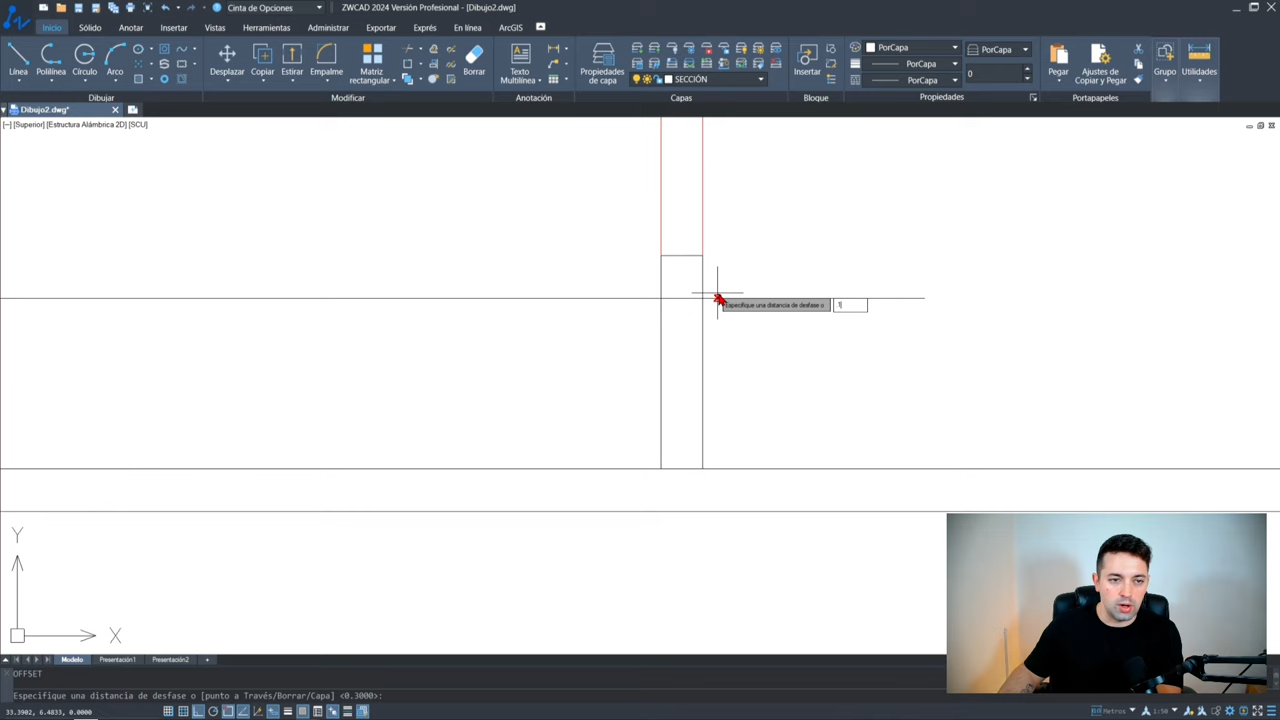 Cinta de Opciones
ZWCAD 2024 Versión Profesional - [Dibujo2.dwg]
Inicio Sólido Anotar Insertar Vistas Herramientas Administrar Exportar Exprés En línea ArcGIS
Línea Polilínea Círculo Arco Desplazar Copiar Estirar Empalme Matriz rectangular Borrar Texto Multilínea Propiedades de capa SECCIÓN Insertar PorCapa PorCapa PorCapa PorCapa 0 Pegar Ajustes de Copiar y Pegar Grupo Utilidades
Dibujar Modificar Anotación Capas Bloque Propiedades Portapapeles
Dibujo2.dwg*
[-] [Superior] [Estructura Alámbrica 2D] [SCU]
Especifique una distancia de desfase o 1
Y
X
Modelo Presentación1 Presentación2 +
OFFSET
Especifique una distancia de desfase o [punto a Través/Borrar/Capa] <0.3000>:
33.3902, 6.4833, 0.0000 Metros 1:50